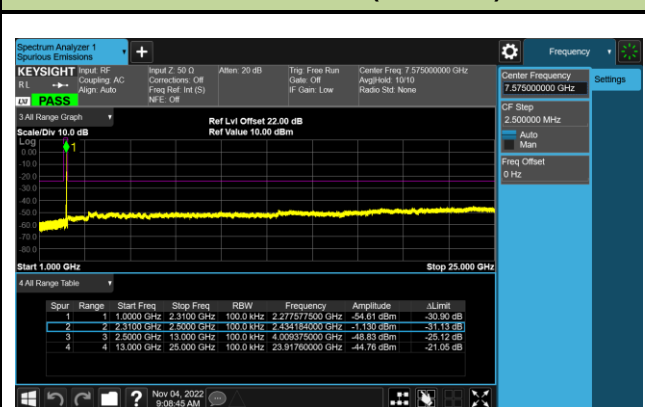 Spectrum Analyzer 1
Spurious Emissions
Frequency
KEYSIGHT
R L
LXI
PASS
Input: RF
Coupling: AC
Align: Auto
Input Z: 50 Ω
Corrections: Off
Freq Ref: Int (S)
NFE: Off
Atten: 20 dB
Trig: Free Run
Gate: Off
IF Gain: Low
Center Freq: 7.575000000 GHz
Avg|Hold: 10/10
Radio Std: None
Center Frequency
7.575000000 GHz
Settings
CF Step
2.500000 MHz
Auto
Man
Freq Offset
0 Hz
3 All Range Graph
Scale/Div 10.0 dB
Ref Lvl Offset 22.00 dB
Ref Value 10.00 dBm
Log
1
0.00
-10.0
-20.0
-30.0
-40.0
-50.0
-60.0
-70.0
-80.0
Start 1.000 GHz
Stop 25.000 GHz
4 All Range Table
Spur Range Start Freq Stop Freq RBW Frequency Amplitude ΔLimit
1 1 1.0000 GHz 2.3100 GHz 100.0 kHz 2.277577500 GHz -54.61 dBm -30.90 dB
2 2 2.3100 GHz 2.5000 GHz 100.0 kHz 2.434184000 GHz -1.130 dBm -31.13 dB
3 3 2.5000 GHz 13.000 GHz 100.0 kHz 4.009375000 GHz -48.83 dBm -25.12 dB
4 4 13.000 GHz 25.000 GHz 100.0 kHz 23.91760000 GHz -44.76 dBm -21.05 dB
Nov 04, 2022
9:08:45 AM